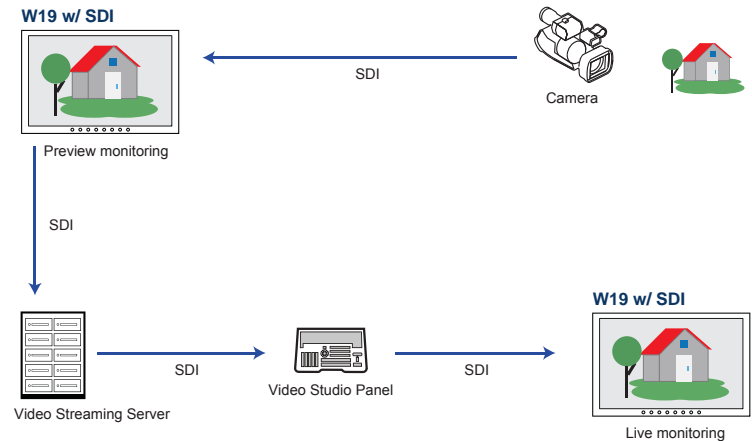 W19 w/ SDI
SDI
Camera
Preview monitoring
SDI
W19 w/ SDI
SDI
SDI
Video Studio Panel
Video Streaming Server
Live monitoring